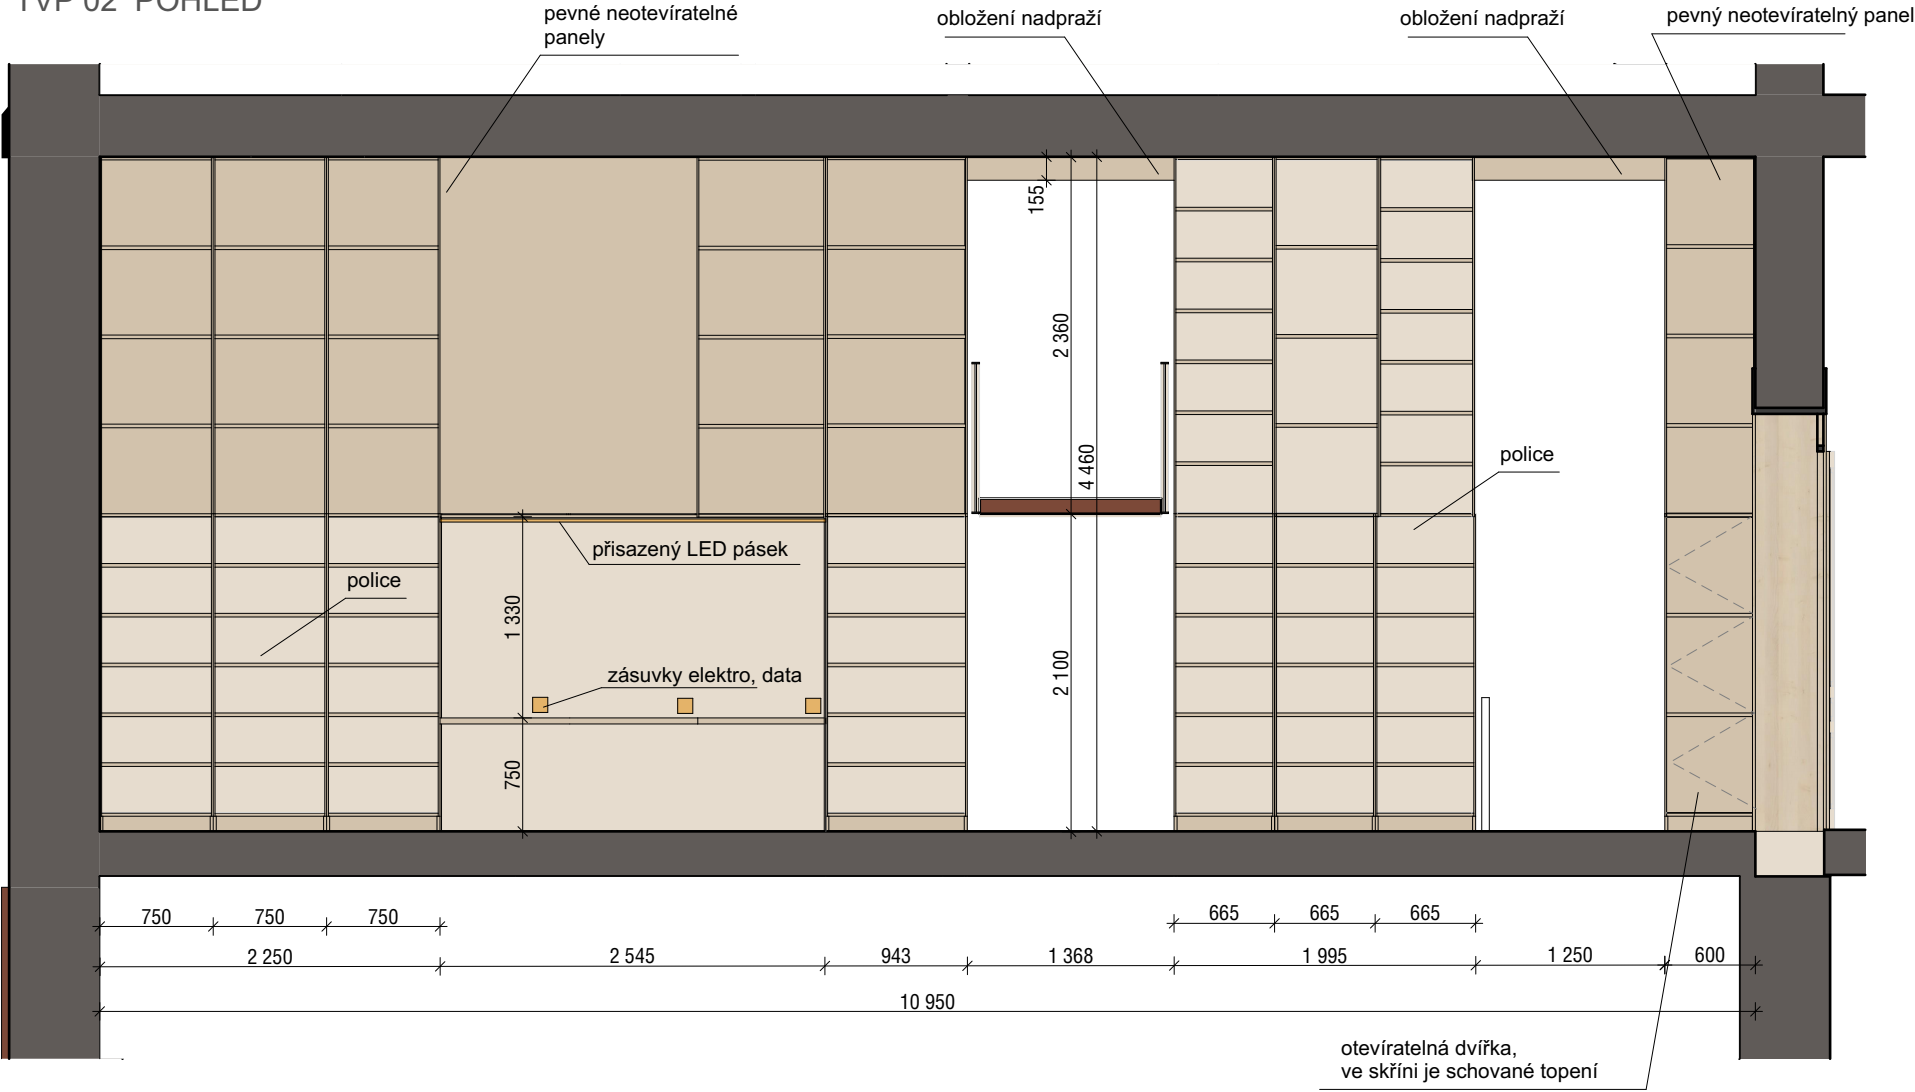 TVP 02 POHLED
pevné neotevíratelné
panely
obložení nadpraží
obložení nadpraží
pevný neotevíratelný panel
155
2 360
4 460
police
přisazený LED pásek
police
1 330
zásuvky elektro, data
2 100
750
750
750
750
665
665
665
2 250
2 545
943
1 368
1 995
1 250
600
10 950
otevíratelná dvířka,
ve skříni je schované topení